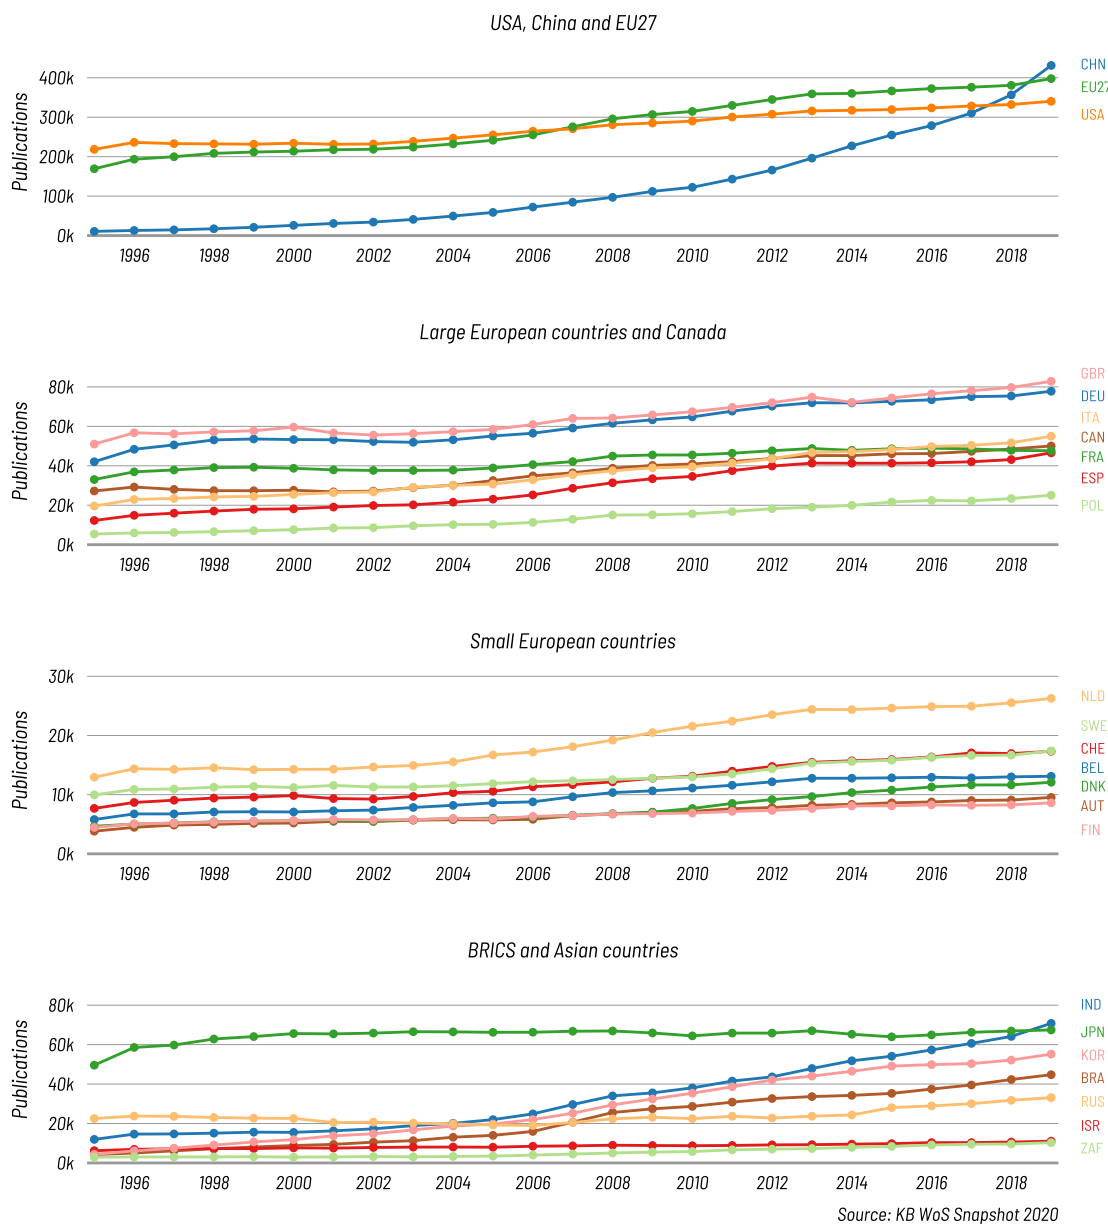 USA, China and EU27
Publications
400k
300k
200k
100k
0k
1996 1998 2000 2002 2004 2006 2008 2010 2012 2014 2016 2018
CHN
EU27
USA
Large European countries and Canada
Publications
80k
60k
40k
20k
0k
1996 1998 2000 2002 2004 2006 2008 2010 2012 2014 2016 2018
GBR
DEU
ITA
CAN
FRA
ESP
POL
Small European countries
Publications
30k
20k
10k
0k
1996 1998 2000 2002 2004 2006 2008 2010 2012 2014 2016 2018
NLD
SWE
CHE
BEL
DNK
AUT
FIN
BRICS and Asian countries
Publications
80k
60k
40k
20k
0k
1996 1998 2000 2002 2004 2006 2008 2010 2012 2014 2016 2018
IND
JPN
KOR
BRA
RUS
ISR
ZAF
Source: KB WoS Snapshot 2020